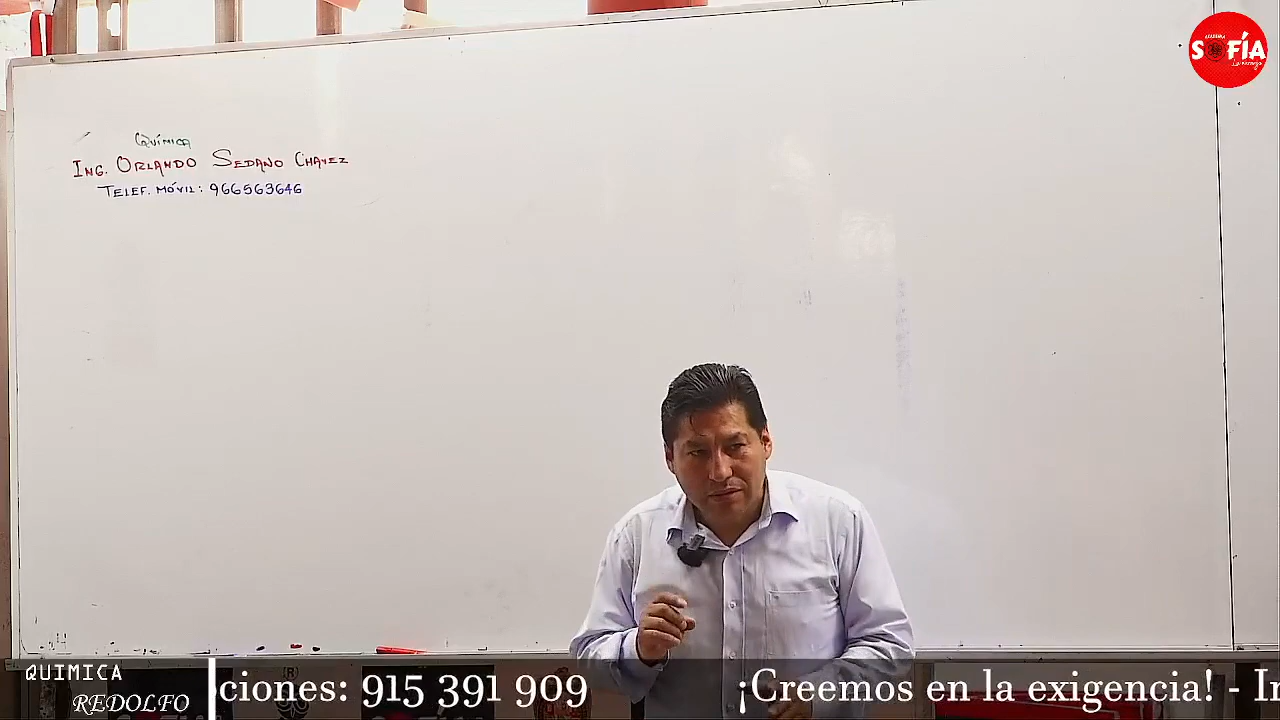 ACADEMIA
SOFÍA
QUÍMICA
ING. ORLANDO SEDANO CHAVEZ
TELEF. MÓVIL: 966563646
(R)
QUIMICA
REDOLFO
ciones: 915 391 909
¡Creemos en la exigencia! - In